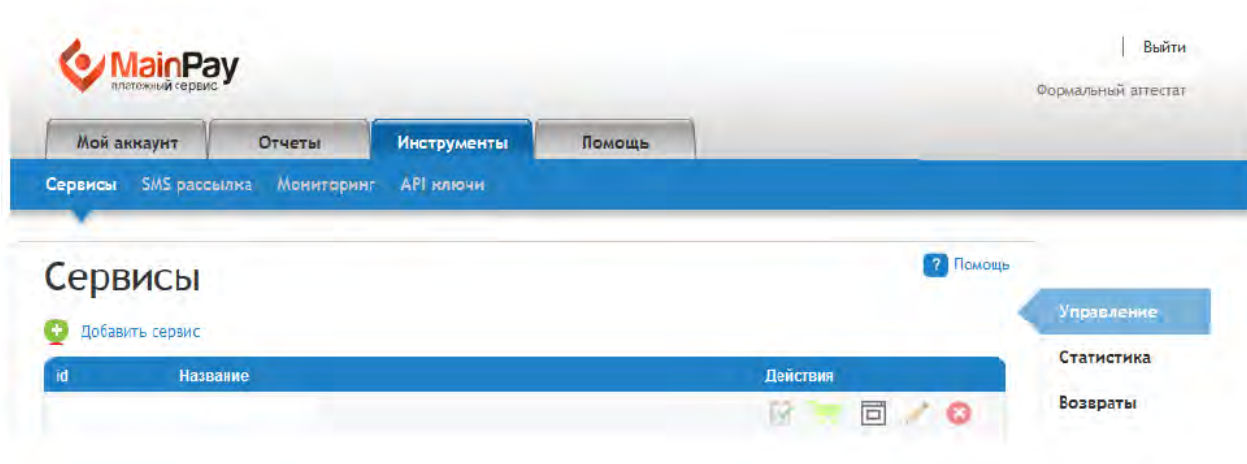 Выйти
MainPay
платежный сервис
Формальный аттестат
Мой аккаунт Отчеты Инструменты Помощь
Сервисы SMS рассылка Мониторинг API ключи
Сервисы
? Помощь
Управление
Добавить сервис
Статистика
id Название Действия
Возвраты